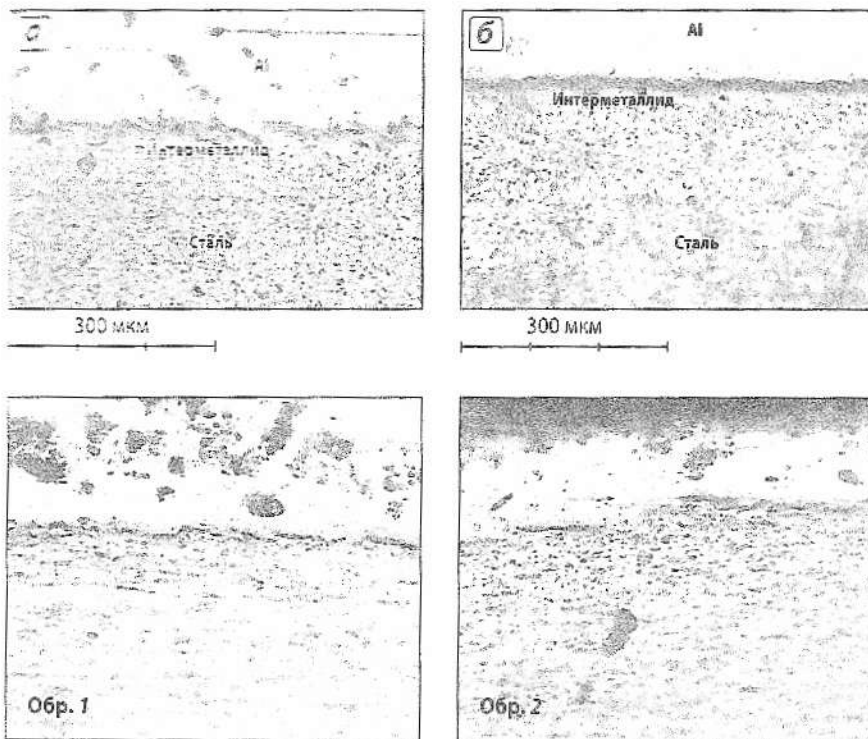 а
Al
Интерметаллид
Сталь
300 мкм
б
Al
Интерметаллид
Сталь
300 мкм
Обр. 1
Обр. 2